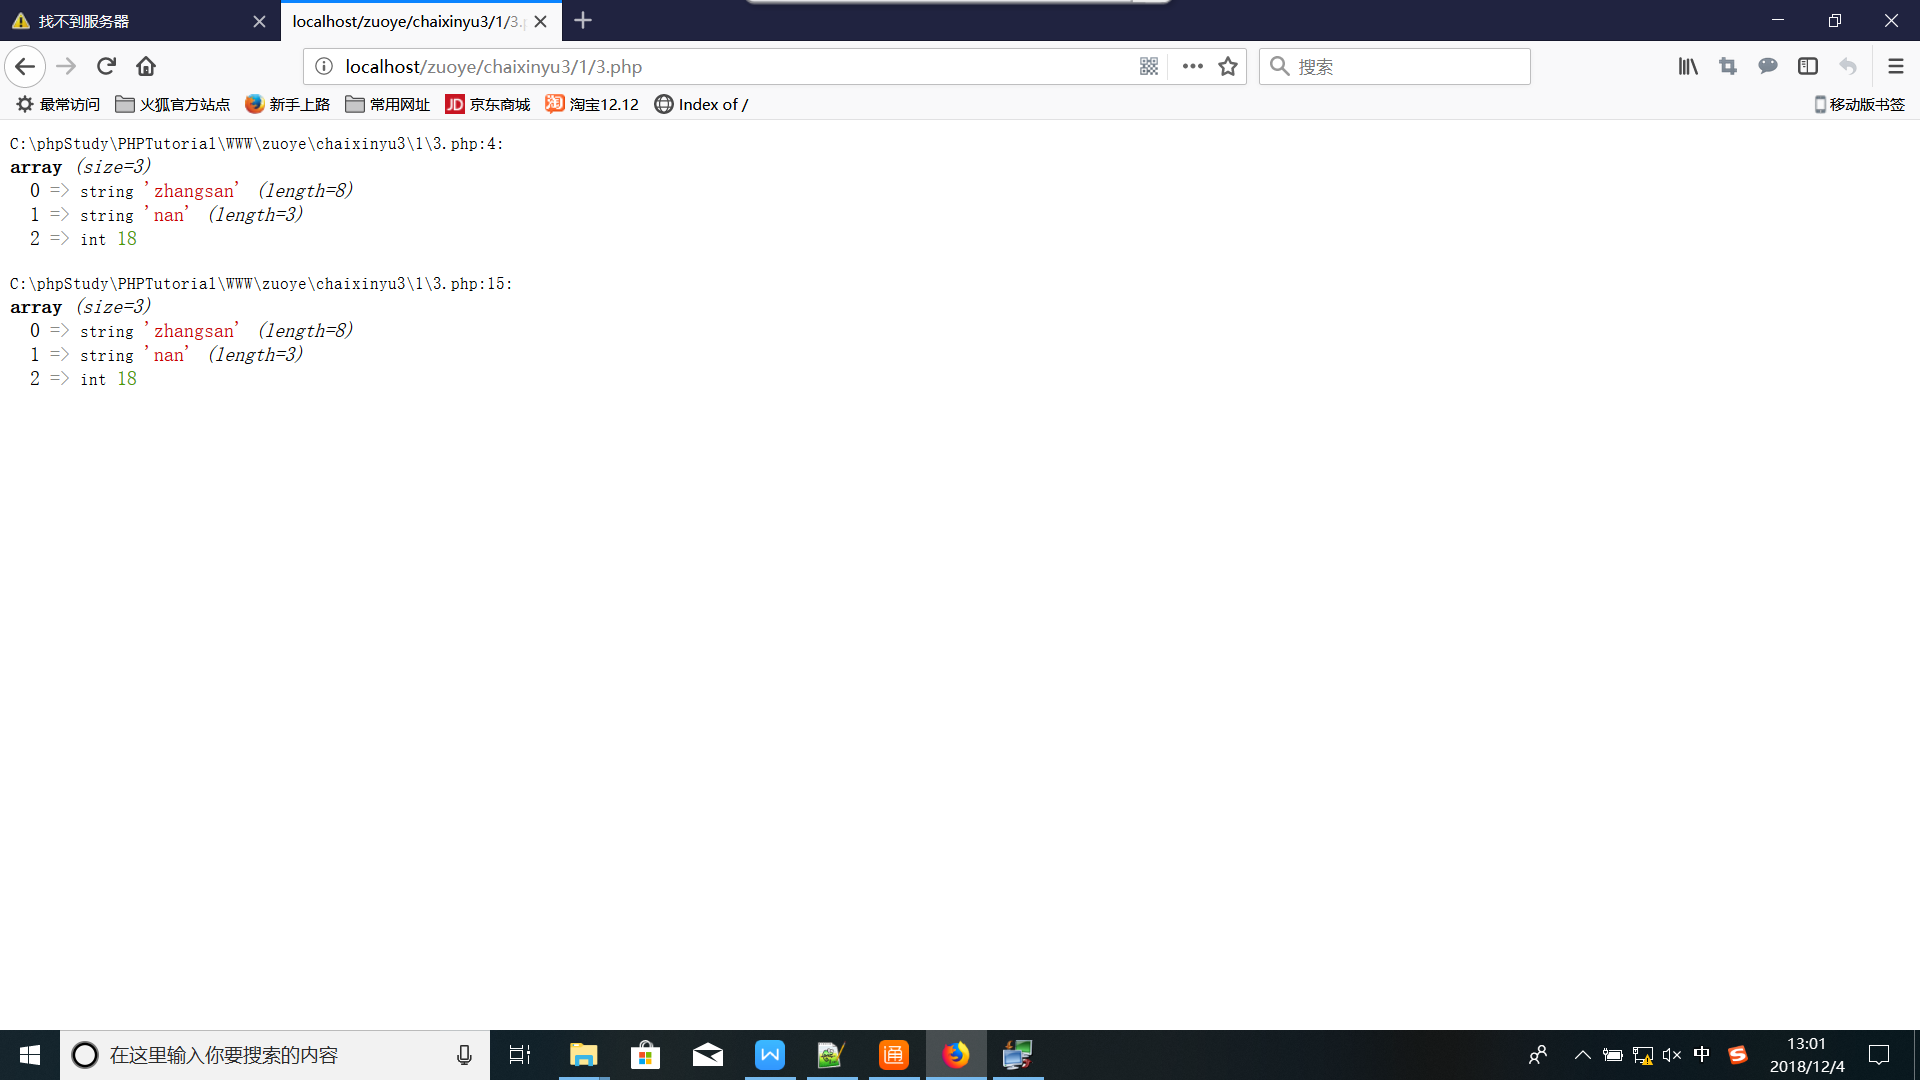 找不到服务器
localhost/zuoye/chaixinyu3/1/3.p
localhost/zuoye/chaixinyu3/1/3.php
搜索
最常访问 火狐官方站点 新手上路 常用网址 JD 京东商城 淘 淘宝12.12 Index of / 移动版书签
C:\phpStudy\PHPTutorial\WWW\zuoye\chaixinyu3\1\3.php:4:
array (size=3)
0 => string 'zhangsan' (length=8)
1 => string 'nan' (length=3)
2 => int 18
C:\phpStudy\PHPTutorial\WWW\zuoye\chaixinyu3\1\3.php:15:
array (size=3)
0 => string 'zhangsan' (length=8)
1 => string 'nan' (length=3)
2 => int 18
在这里输入你要搜索的内容
通
中
13:01
2018/12/4